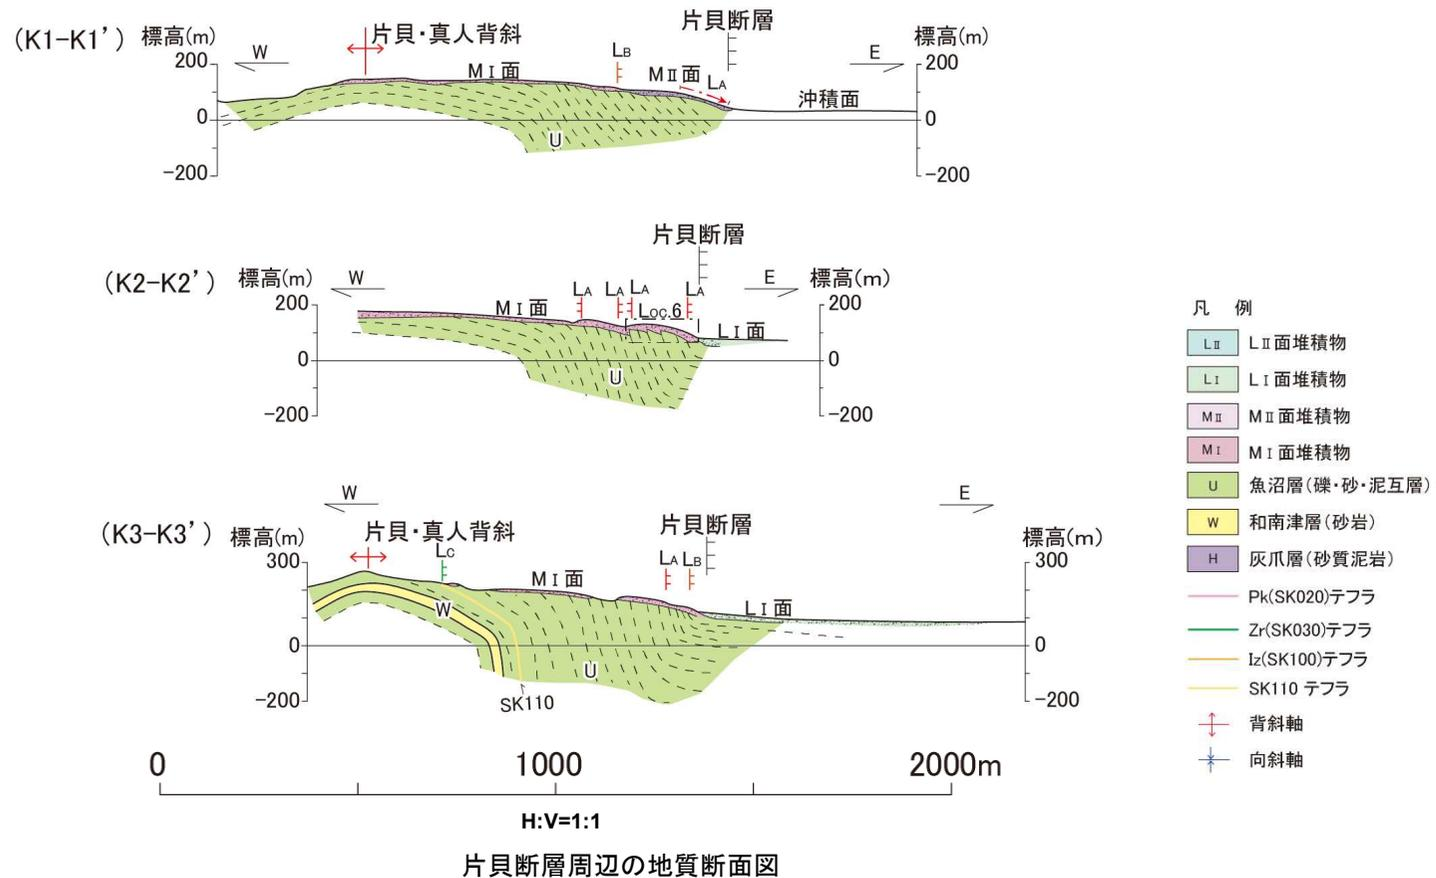 (K1-K1’)
標高(m)
W
片貝・真人背斜
片貝断層
E
標高(m)
LB
MⅠ面
MⅡ面
LA
沖積面
200
0
-200
200
0
-200
U
(K2-K2’)
標高(m)
W
片貝断層
E
標高(m)
LA
LA
LA
LA
MⅠ面
Loc.6
LⅠ面
200
0
-200
200
0
-200
U
(K3-K3’)
標高(m)
W
片貝・真人背斜
片貝断層
E
標高(m)
LC
LA
LB
MⅠ面
LⅠ面
300
0
-200
300
0
-200
W
U
SK110
0
1000
2000m
H:V=1:1
片貝断層周辺の地質断面図
凡 例
LⅡ LⅡ面堆積物
LⅠ LⅠ面堆積物
MⅡ MⅡ面堆積物
MⅠ MⅠ面堆積物
U 魚沼層(礫・砂・泥互層)
W 和南津層(砂岩)
H 灰爪層(砂質泥岩)
Pk(SK020)テフラ
Zr(SK030)テフラ
Iz(SK100)テフラ
SK110 テフラ
背斜軸
向斜軸